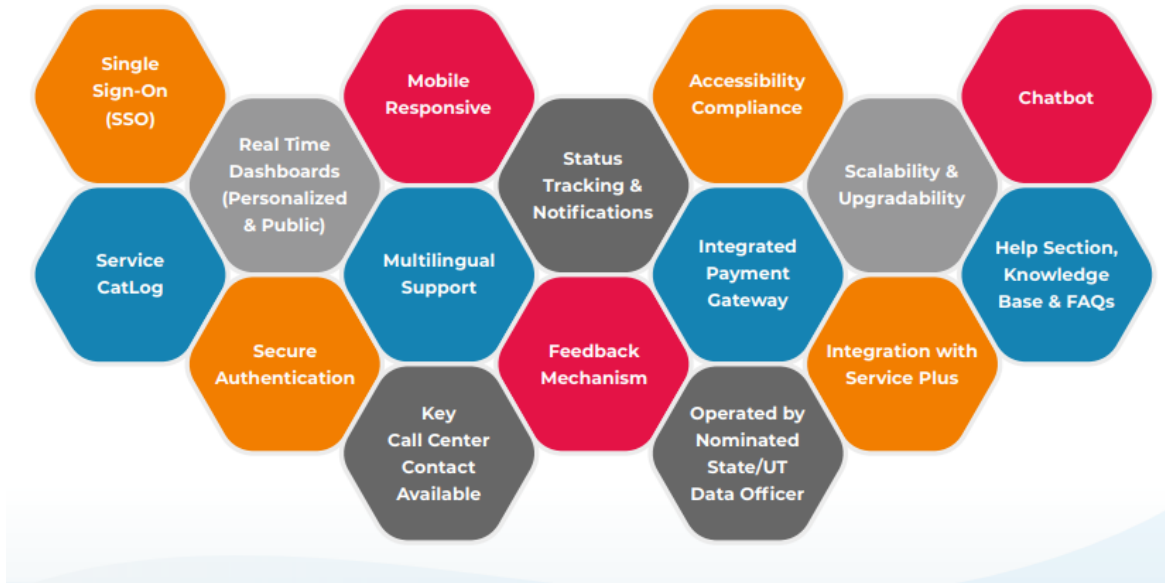 Single
Sign-On
(SSO)
Mobile
Responsive
Accessibility
Compliance
Chatbot
Real Time
Dashboards
(Personalized
& Public)
Status
Tracking &
Notifications
Scalability &
Upgradability
Service
CatLog
Multilingual
Support
Integrated
Payment
Gateway
Help Section,
Knowledge
Base & FAQs
Secure
Authentication
Feedback
Mechanism
Integration with
Service Plus
Key
Call Center
Contact
Available
Operated by
Nominated
State/UT
Data Officer